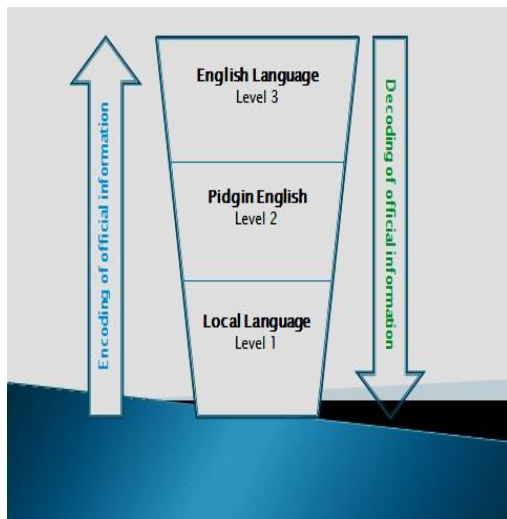 Encoding of official information
English Language
Level 3
Pidgin English
Level 2
Local Language
Level 1
Decoding of official information